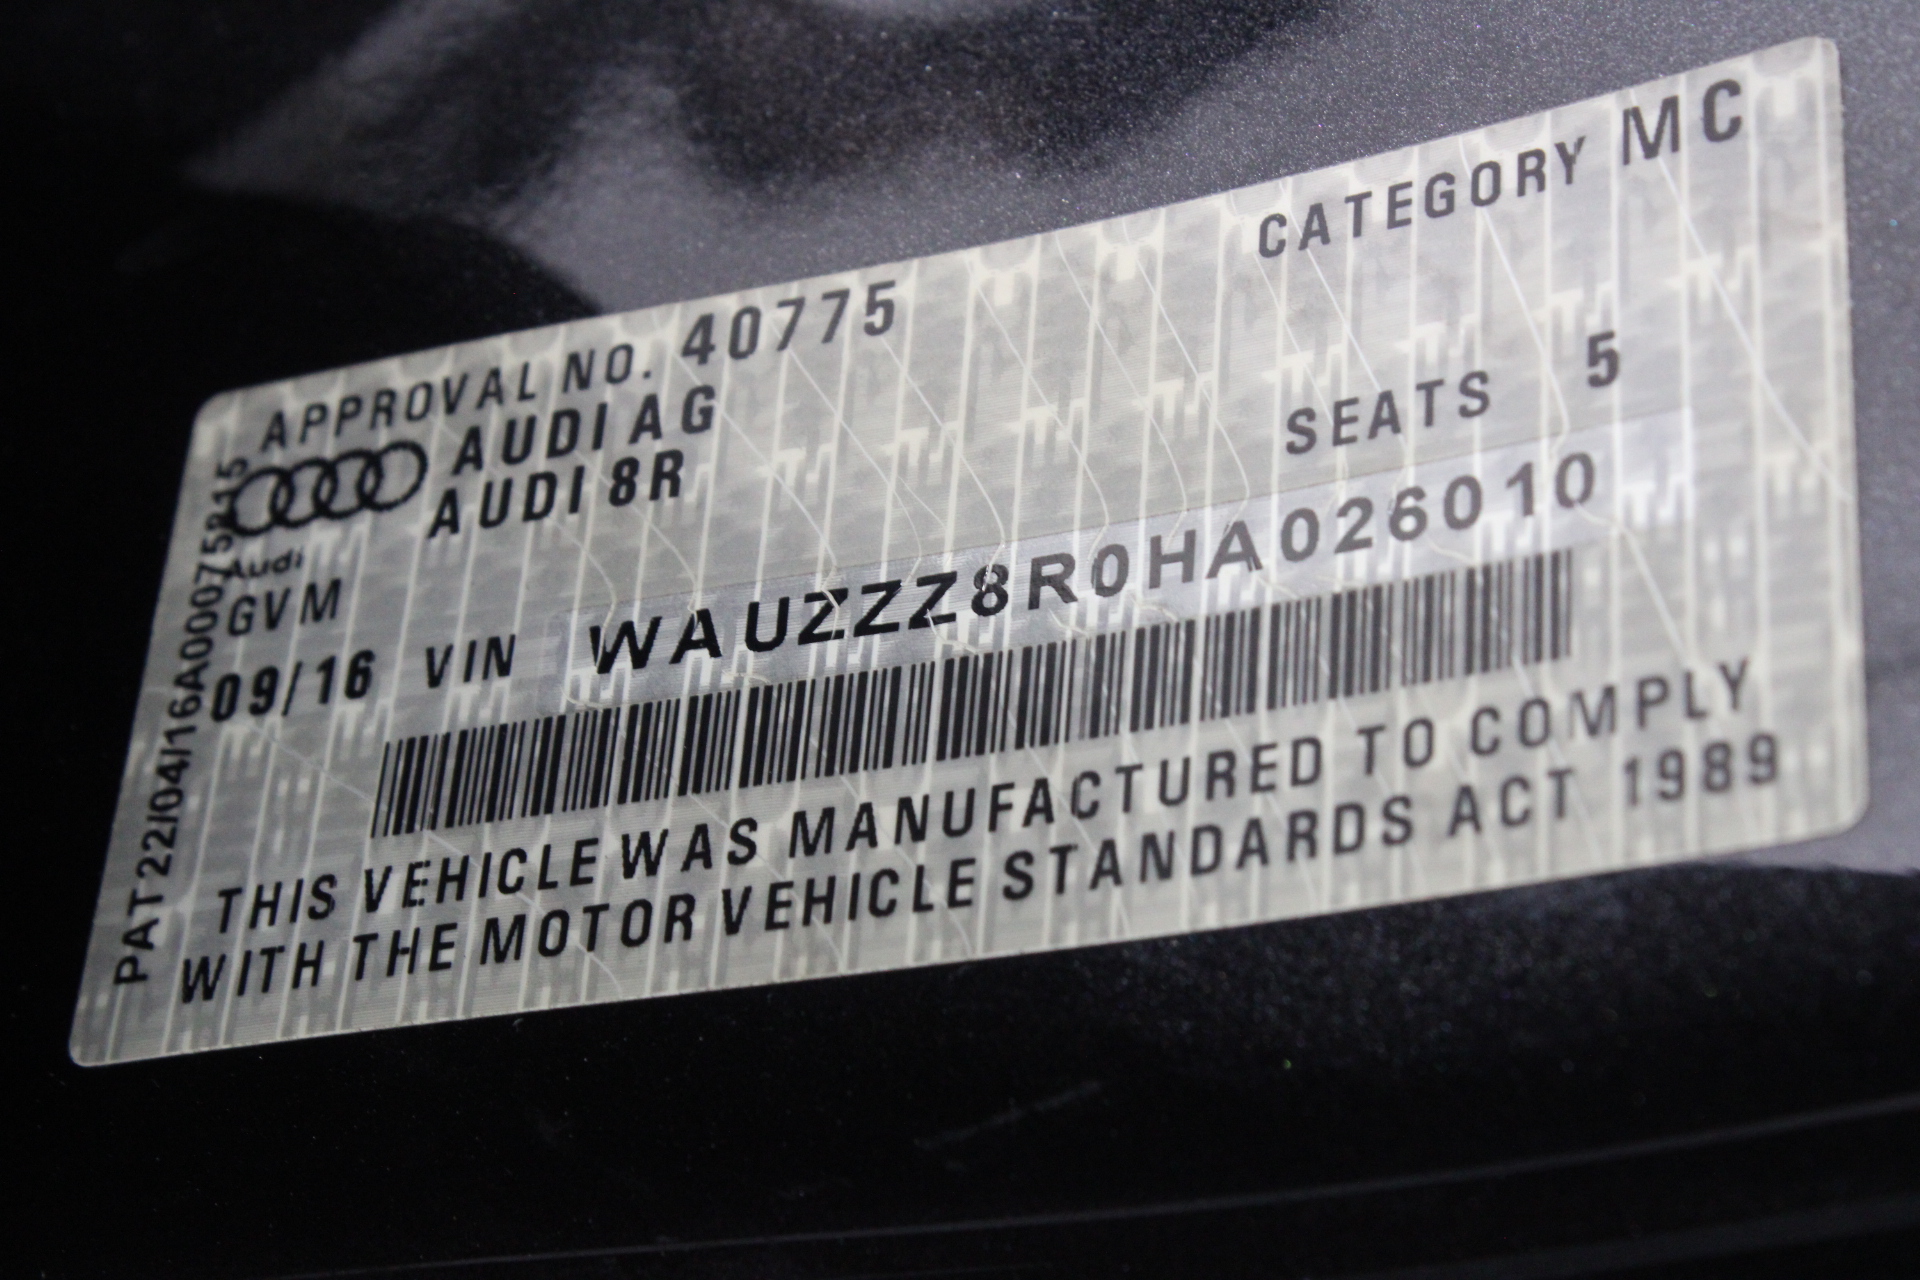 APPROVAL NO. 40775
CATEGORY MC
AUDI AG
AUDI 8R
SEATS 5
Audi
GVM
09/16 VIN WAUZZZ8R0HA026010
THIS VEHICLE WAS MANUFACTURED TO COMPLY
WITH THE MOTOR VEHICLE STANDARDS ACT 1989